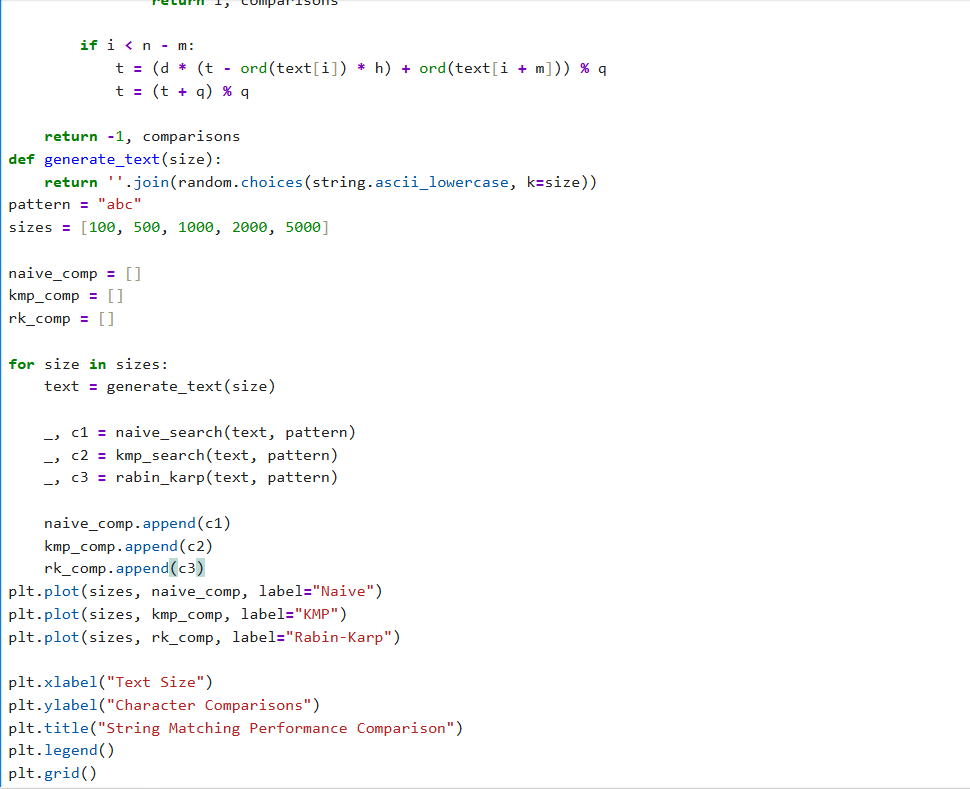 return i, comparisons
        if i < n - m:
            t = (d * (t - ord(text[i]) * h) + ord(text[i + m])) % q
            t = (t + q) % q
    return -1, comparisons
def generate_text(size):
    return ''.join(random.choices(string.ascii_lowercase, k=size))
pattern = "abc"
sizes = [100, 500, 1000, 2000, 5000]
naive_comp = []
kmp_comp = []
rk_comp = []
for size in sizes:
    text = generate_text(size)
    _, c1 = naive_search(text, pattern)
    _, c2 = kmp_search(text, pattern)
    _, c3 = rabin_karp(text, pattern)
    naive_comp.append(c1)
    kmp_comp.append(c2)
    rk_comp.append(c3)
plt.plot(sizes, naive_comp, label="Naive")
plt.plot(sizes, kmp_comp, label="KMP")
plt.plot(sizes, rk_comp, label="Rabin-Karp")
plt.xlabel("Text Size")
plt.ylabel("Character Comparisons")
plt.title("String Matching Performance Comparison")
plt.legend()
plt.grid()